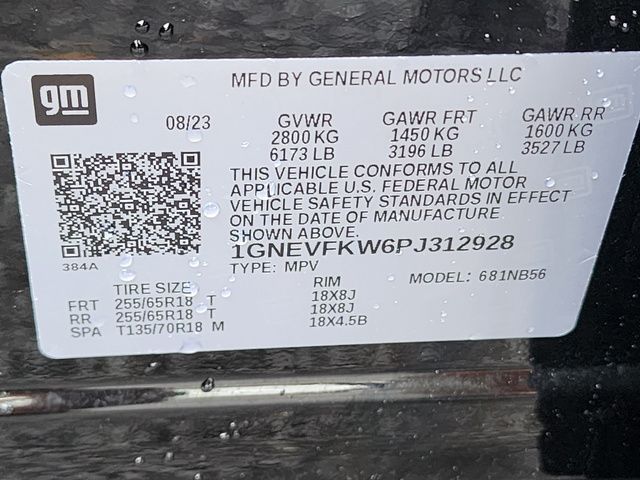 gm
MFD BY GENERAL MOTORS LLC
08/23 GVWR GAWR FRT GAWR RR
2800 KG 1450 KG 1600 KG
6173 LB 3196 LB 3527 LB
THIS VEHICLE CONFORMS TO ALL
APPLICABLE U.S. FEDERAL MOTOR
VEHICLE SAFETY STANDARDS IN EFFECT
ON THE DATE OF MANUFACTURE
SHOWN ABOVE.
1GNEVFKW6PJ312928
384A TYPE: MPV MODEL: 681NB56
TIRE SIZE RIM
FRT 255/65R18 T 18X8J
RR 255/65R18 T 18X8J
SPA T135/70R18 M 18X4.5B